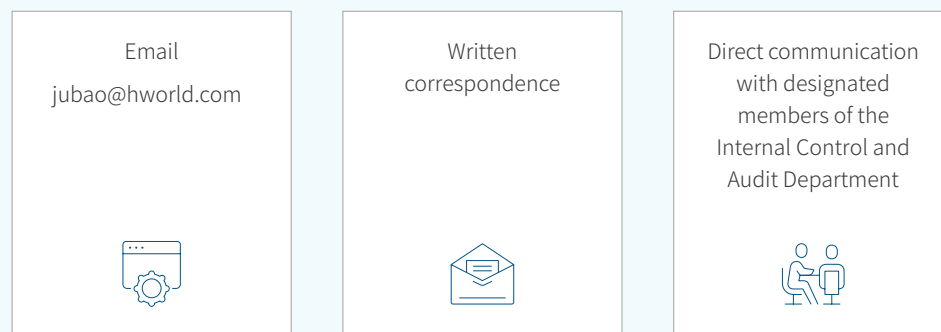 Email
jubao@hworld.com
Written
correspondence
Direct communication
with designated
members of the
Internal Control and
Audit Department